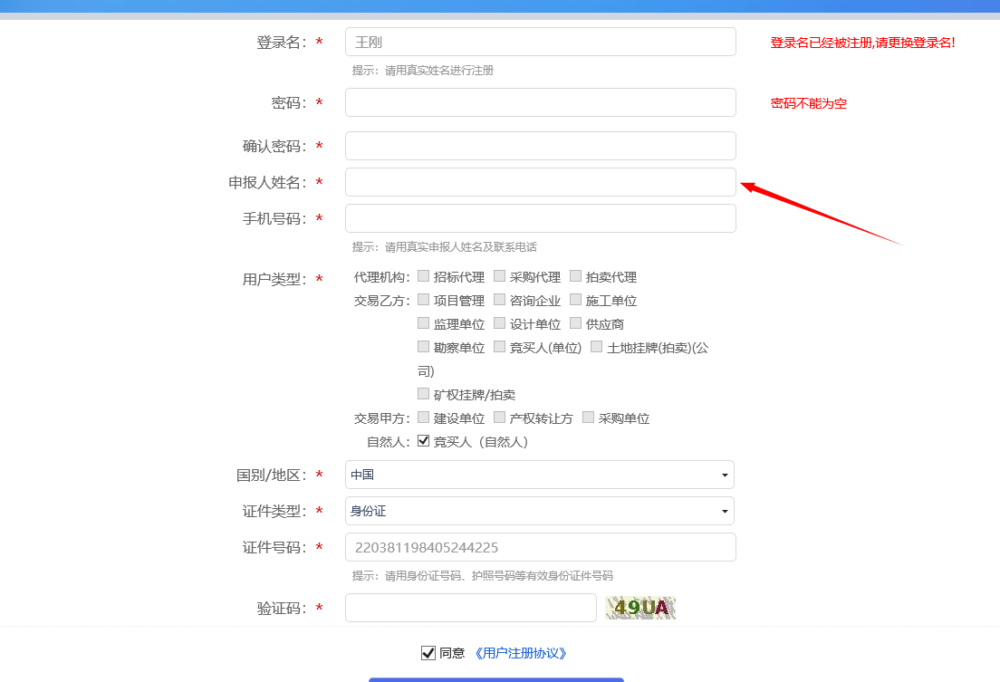 登录名：* 王刚 登录名已经被注册,请更换登录名!
提示：请用真实姓名进行注册
密码：* 密码不能为空
确认密码：*
申报人姓名：*
手机号码：*
提示：请用真实申报人姓名及联系电话
用户类型：* 代理机构： 招标代理 采购代理 拍卖代理
交易乙方： 项目管理 咨询企业 施工单位
监理单位 设计单位 供应商
勘察单位 竞买人(单位) 土地挂牌(拍卖)(公
司)
矿权挂牌/拍卖
交易甲方： 建设单位 产权转让方 采购单位
自然人： 竞买人（自然人）
国别/地区：* 中国
证件类型：* 身份证
证件号码：* 220381198405244225
提示：请用身份证号码、护照号码等有效身份证件号码
验证码：* 49UA
同意 《用户注册协议》